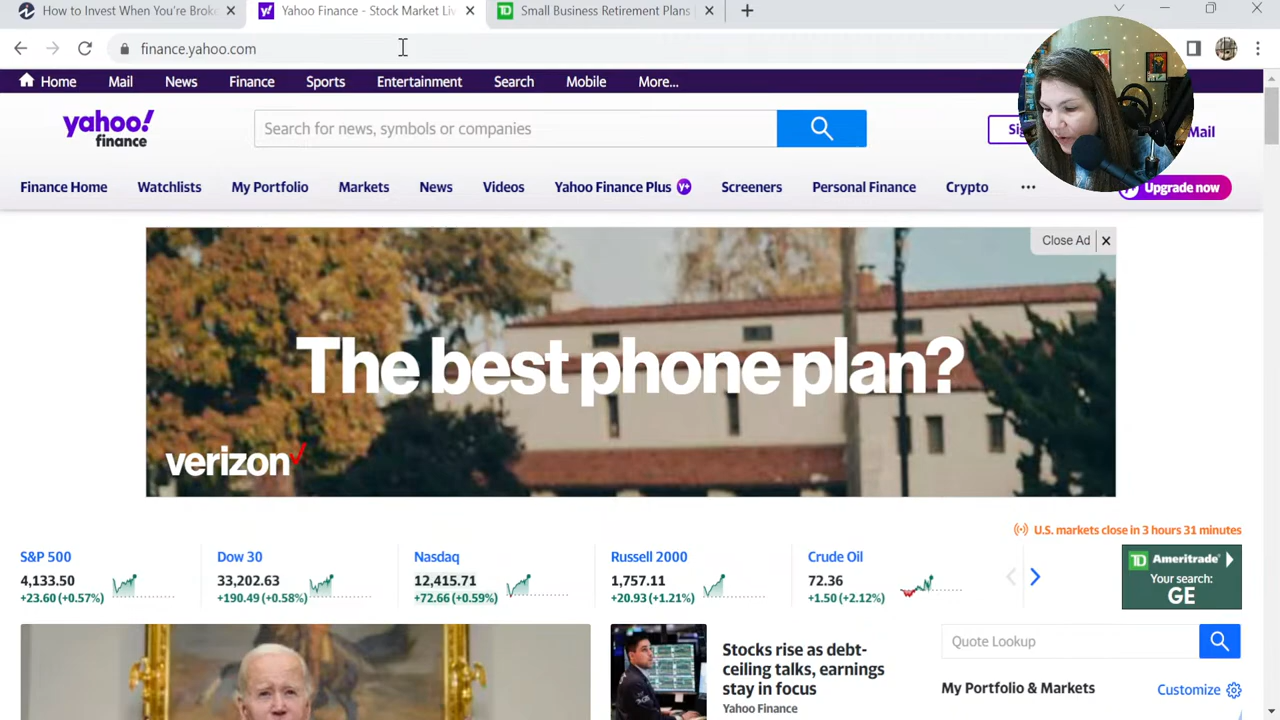 How to Invest When You're Broke
Yahoo Finance - Stock Market Liv
Small Business Retirement Plans
finance.yahoo.com
Home Mail News Finance Sports Entertainment Search Mobile More...
yahoo!
finance
Search for news, symbols or companies
Mail
Finance Home Watchlists My Portfolio Markets News Videos Yahoo Finance Plus Y+ Screeners Personal Finance Crypto ...
Upgrade now
Close Ad
The best phone plan?
verizon
U.S. markets close in 3 hours 31 minutes
S&P 500
4,133.50
+23.60 (+0.57%)
Dow 30
33,202.63
+190.49 (+0.58%)
Nasdaq
12,415.71
+72.66 (+0.59%)
Russell 2000
1,757.11
+20.93 (+1.21%)
Crude Oil
72.36
+1.50 (+2.12%)
TD Ameritrade
Your search:
GE
Stocks rise as debt-
ceiling talks, earnings
stay in focus
Yahoo Finance
Quote Lookup
My Portfolio & Markets
Customize